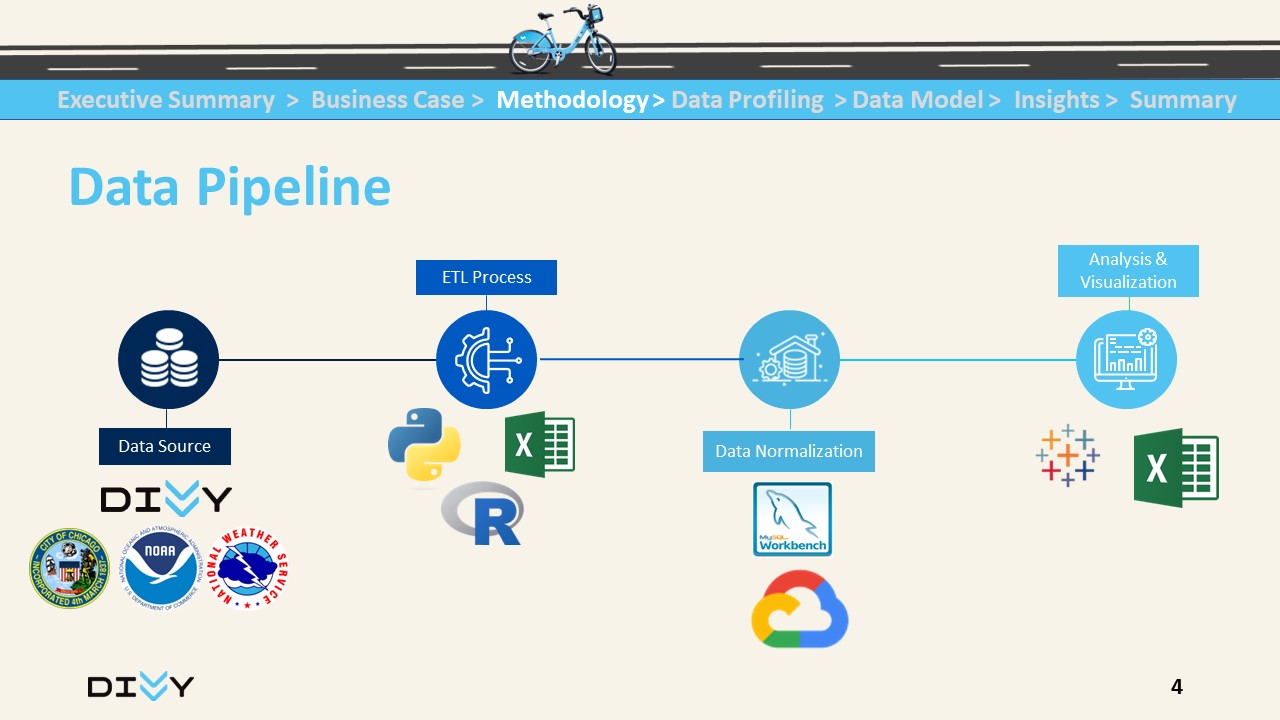 Executive Summary > Business Case > Methodology > Data Profiling > Data Model > Insights > Summary
Data Pipeline
ETL Process
Analysis &
Visualization
Data Source
Data Normalization
DIVVY
X
X
R
MySQL
Workbench
CITY OF CHICAGO
INCORPORATED 4th MARCH 1837
NATIONAL OCEANIC AND ATMOSPHERIC ADMINISTRATION
NOAA
U.S. DEPARTMENT OF COMMERCE
NATIONAL WEATHER SERVICE
DIVVY
4